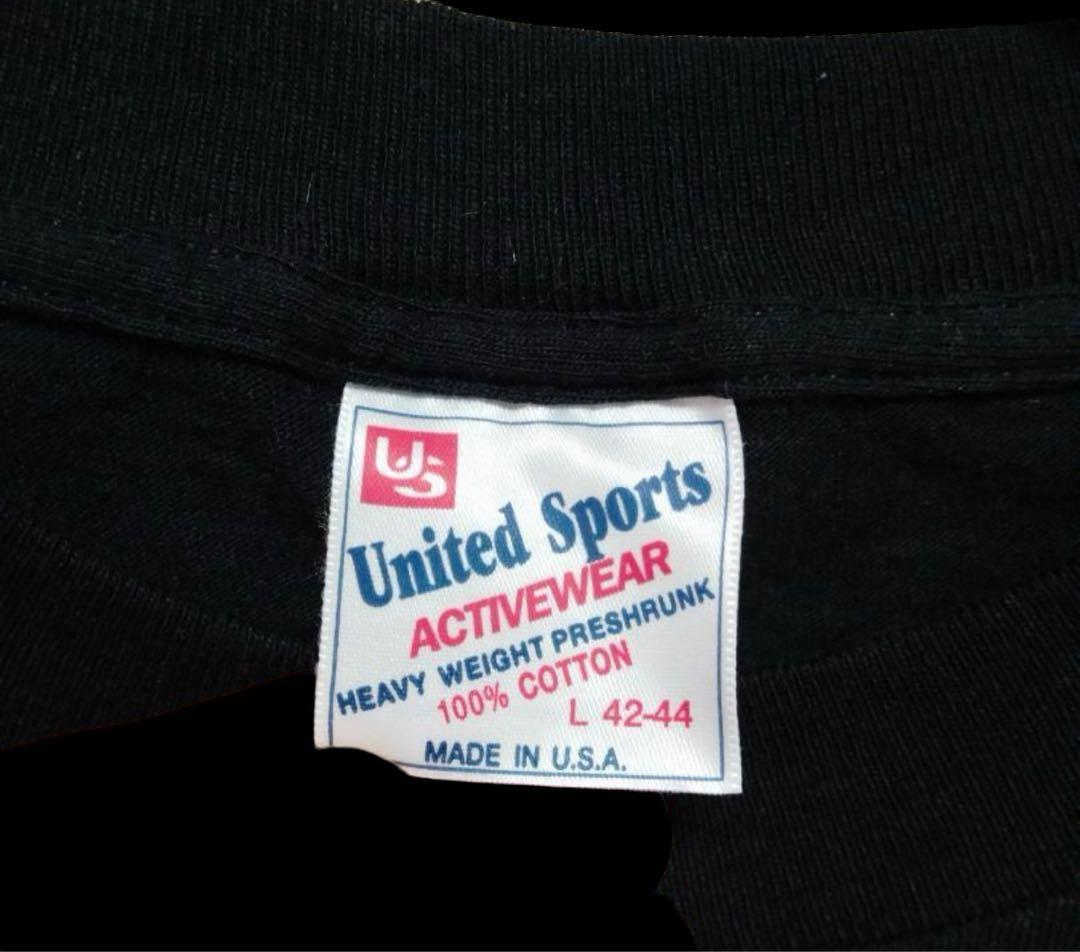 US
United Sports
ACTIVEWEAR
HEAVY WEIGHT PRESHRUNK
100% COTTON
L 42-44
MADE IN U.S.A.